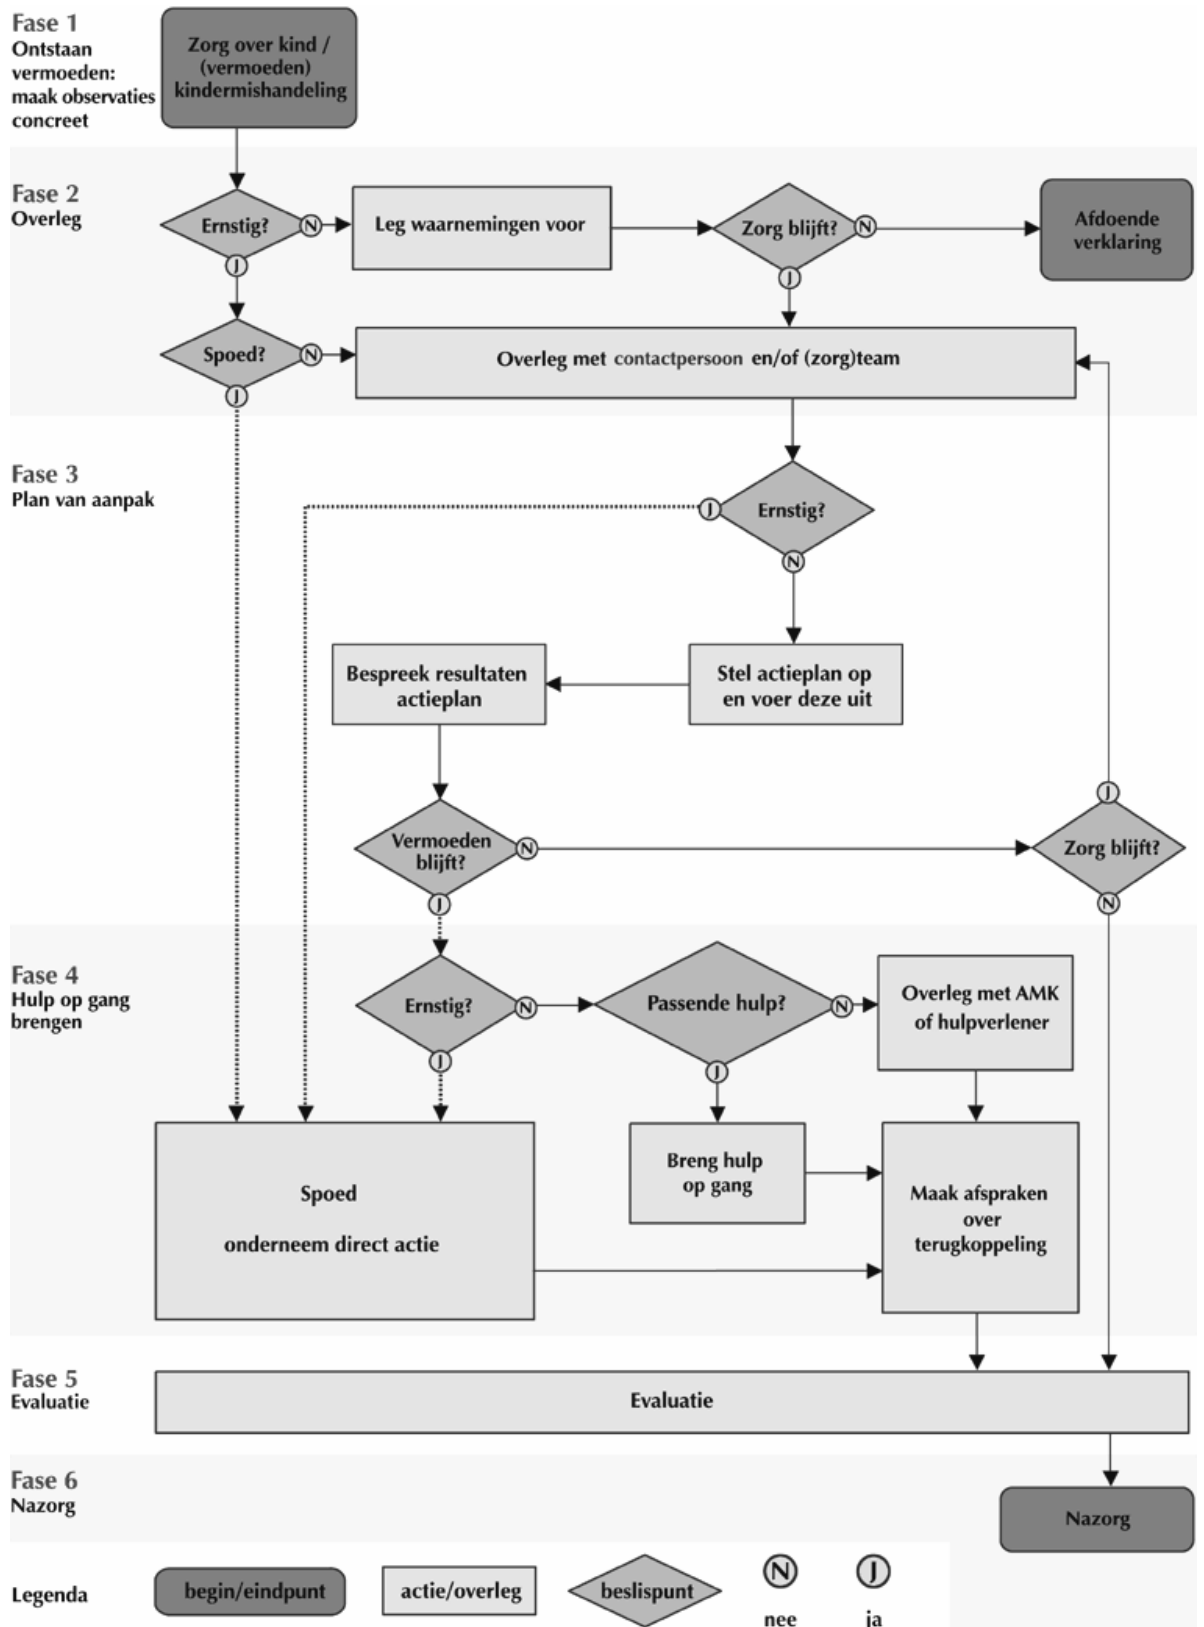 Fase 1
Ontstaan
vermoeden:
maak observaties
concreet
Zorg over kind /
(vermoeden)
kindermishandeling
Fase 2
Overleg
Ernstig?
N
J
Leg waarnemingen voor
Zorg blijft?
N
J
Afdoende
verklaring
Spoed?
N
J
Overleg met contactpersoon en/of (zorg)team
Fase 3
Plan van aanpak
J
Ernstig?
N
Bespreek resultaten
actieplan
Stel actieplan op
en voer deze uit
Vermoeden
blijft?
N
J
J
Zorg blijft?
N
Fase 4
Hulp op gang
brengen
Ernstig?
N
J
Passende hulp?
N
J
Overleg met AMK
of hulpverlener
Spoed
onderneem direct actie
Breng hulp
op gang
Maak afspraken
over
terugkoppeling
Fase 5
Evaluatie
Evaluatie
Fase 6
Nazorg
Nazorg
Legenda
begin/eindpunt
actie/overleg
beslispunt
N
nee
J
ja